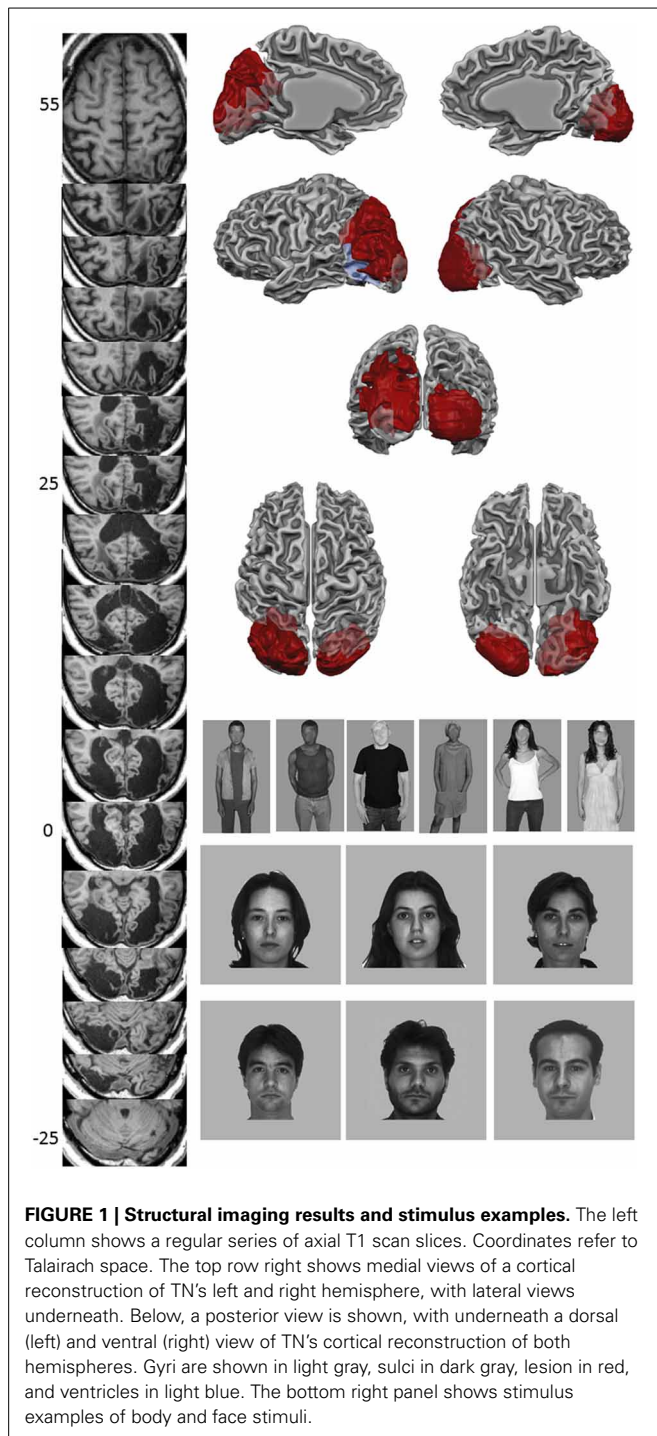 55
25
0
-25
FIGURE 1 | Structural imaging results and stimulus examples. The left
column shows a regular series of axial T1 scan slices. Coordinates refer to
Talairach space. The top row right shows medial views of a cortical
reconstruction of TN's left and right hemisphere, with lateral views
underneath. Below, a posterior view is shown, with underneath a dorsal
(left) and ventral (right) view of TN's cortical reconstruction of both
hemispheres. Gyri are shown in light gray, sulci in dark gray, lesion in red,
and ventricles in light blue. The bottom right panel shows stimulus
examples of body and face stimuli.